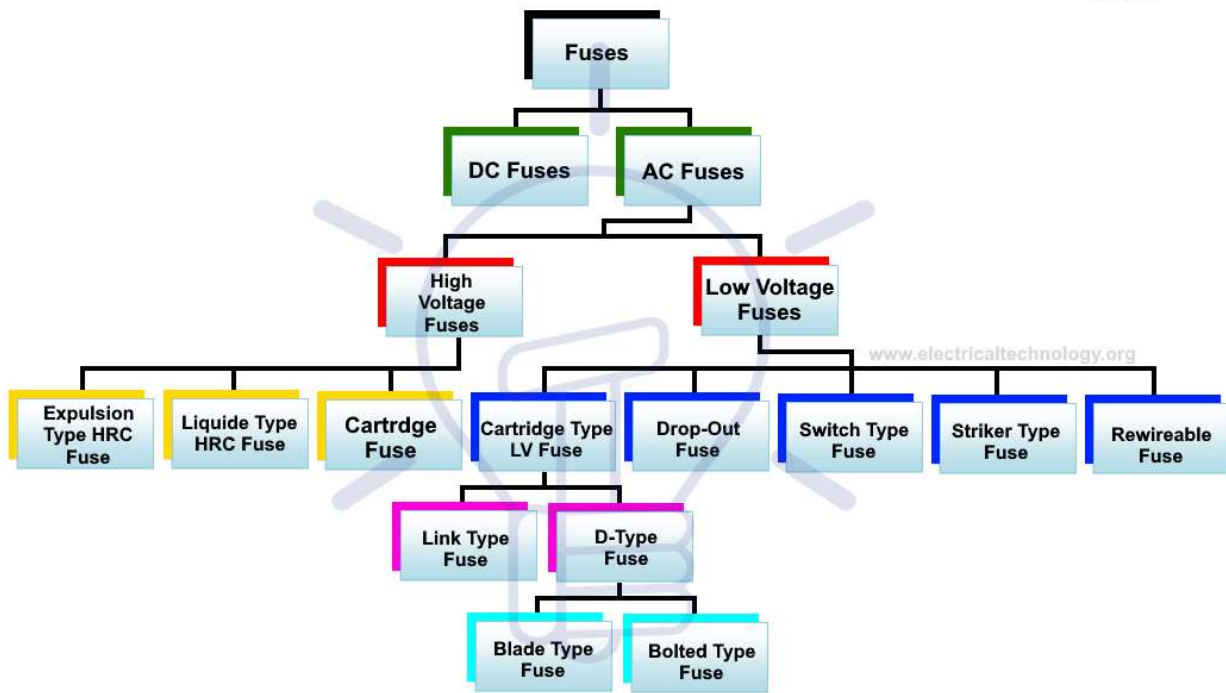 Fuses
DC Fuses
AC Fuses
High
Voltage
Fuses
Low Voltage
Fuses
www.electricaltechnology.org
Expulsion
Type HRC
Fuse
Liquide Type
HRC Fuse
Cartrdge
Fuse
Cartridge Type
LV Fuse
Drop-Out
Fuse
Switch Type
Fuse
Striker Type
Fuse
Rewireable
Fuse
Link Type
Fuse
D-Type
Fuse
Blade Type
Fuse
Bolted Type
Fuse